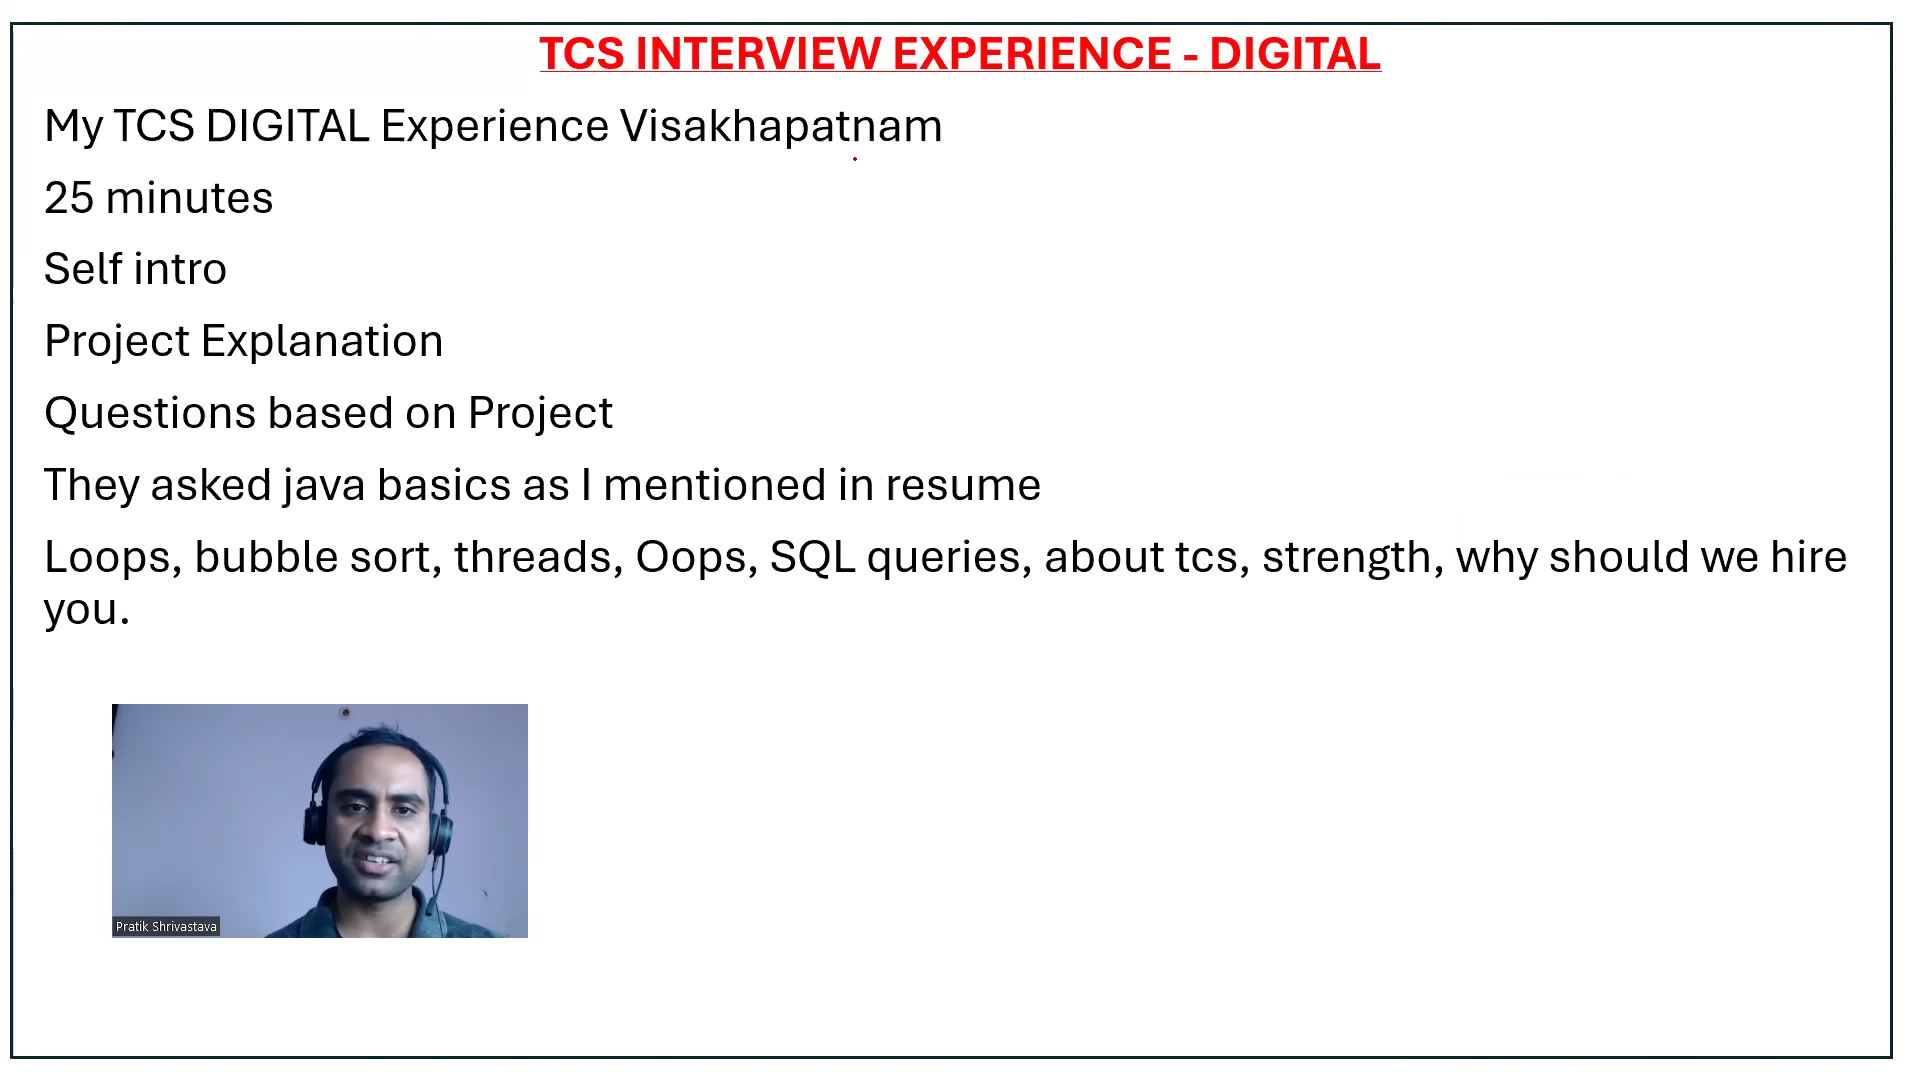 TCS INTERVIEW EXPERIENCE - DIGITAL
My TCS DIGITAL Experience Visakhapatnam
25 minutes
Self intro
Project Explanation
Questions based on Project
They asked java basics as I mentioned in resume
Loops, bubble sort, threads, Oops, SQL queries, about tcs, strength, why should we hire
you.
Pratik Shrivastava